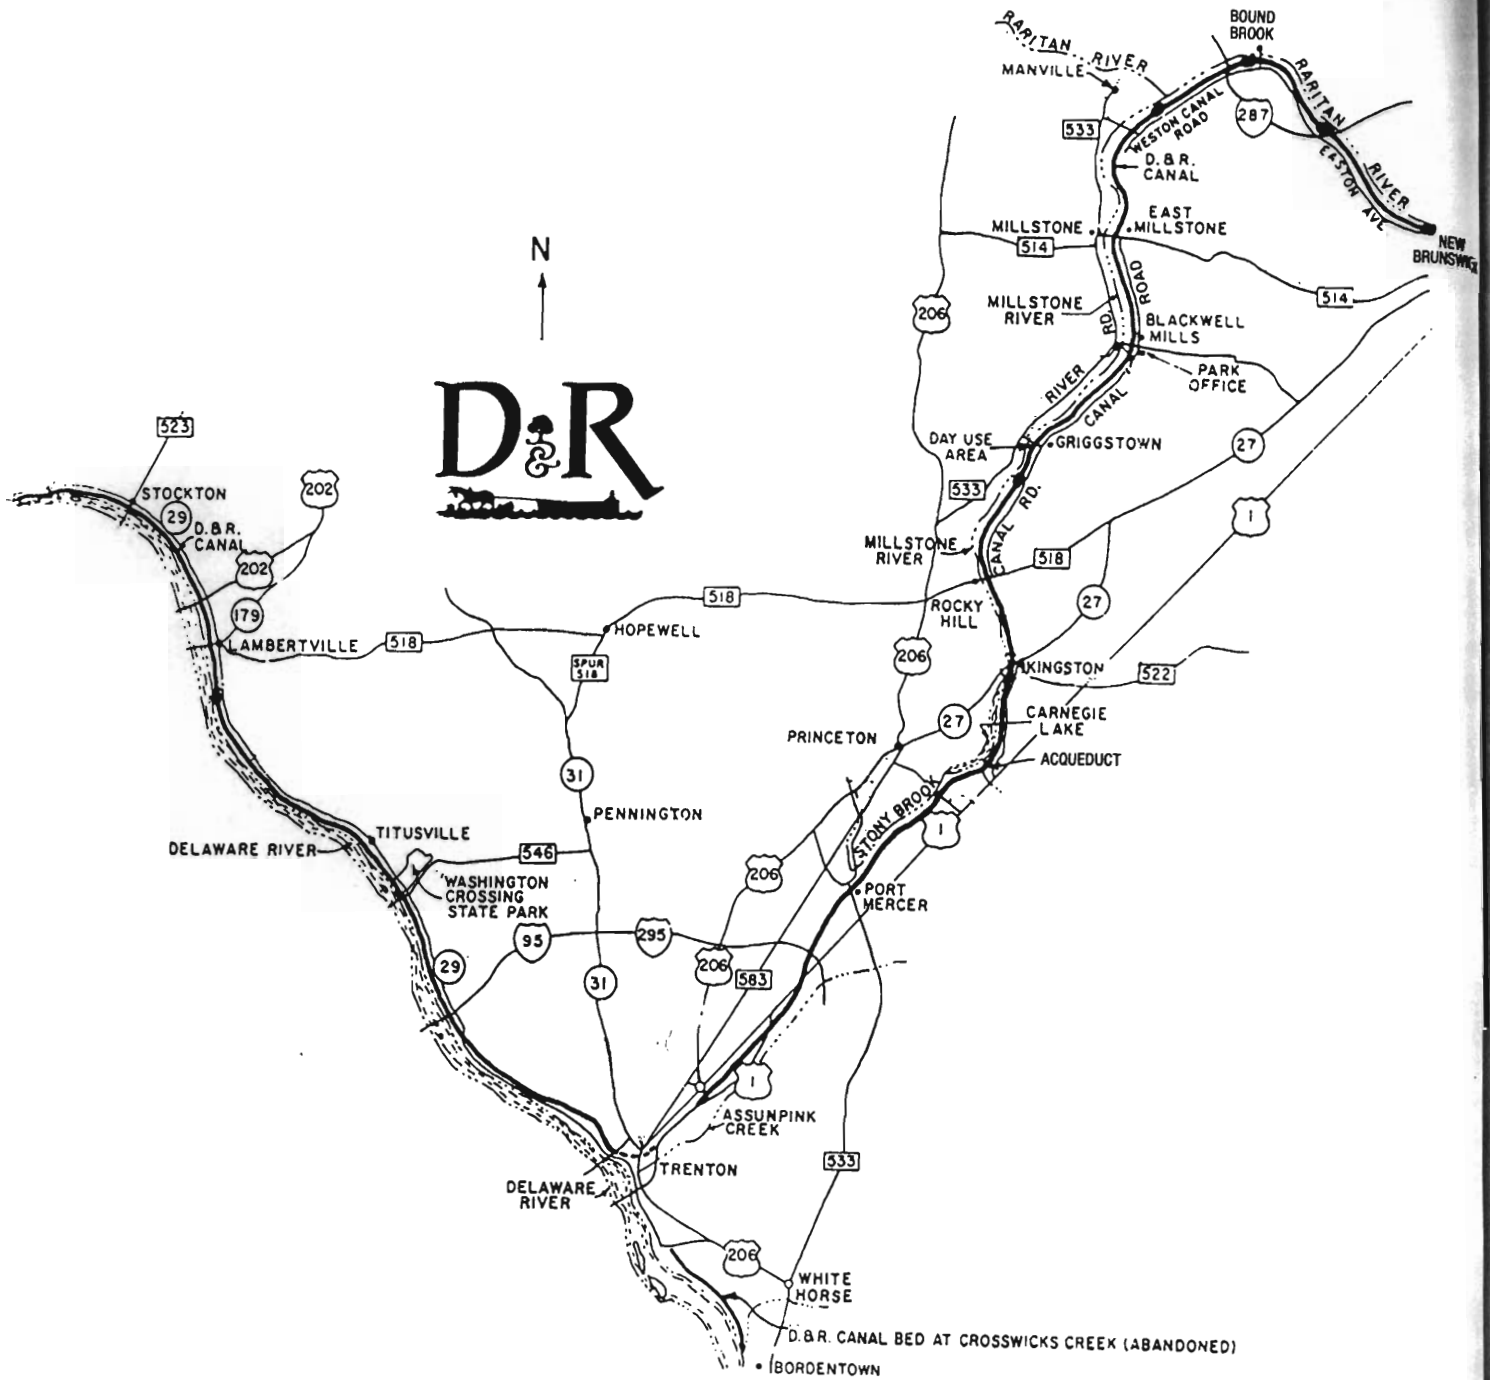 BOUND
BROOK
RARITAN
RIVER
MANVILLE
RARITAN
RIVER
533
WESTON CANAL
ROAD
287
EASTON AVE
D.&R.
CANAL
EAST
MILLSTONE
MILLSTONE
514
NEW
BRUNSWICK
N
206
MILLSTONE
RIVER
RD.
ROAD
514
BLACKWELL
MILLS
PARK
OFFICE
RIVER
CANAL
D&R
523
DAY USE
AREA
GRIGGSTOWN
27
STOCKTON
29
202
533
CANAL RD.
1
D.&R.
CANAL
202
MILLSTONE
RIVER
518
179
518
ROCKY
HILL
27
LAMBERTVILLE
518
HOPEWELL
SPUR
518
206
KINGSTON
522
27
CARNEGIE
LAKE
PRINCETON
ACQUEDUCT
31
STONY BROOK
PENNINGTON
1
TITUSVILLE
DELAWARE RIVER
546
206
WASHINGTON
CROSSING
STATE PARK
PORT
MERCER
95
295
29
206
583
31
1
ASSUNPINK
CREEK
533
TRENTON
DELAWARE
RIVER
206
WHITE
HORSE
D.&R. CANAL BED AT CROSSWICKS CREEK (ABANDONED)
BORDENTOWN